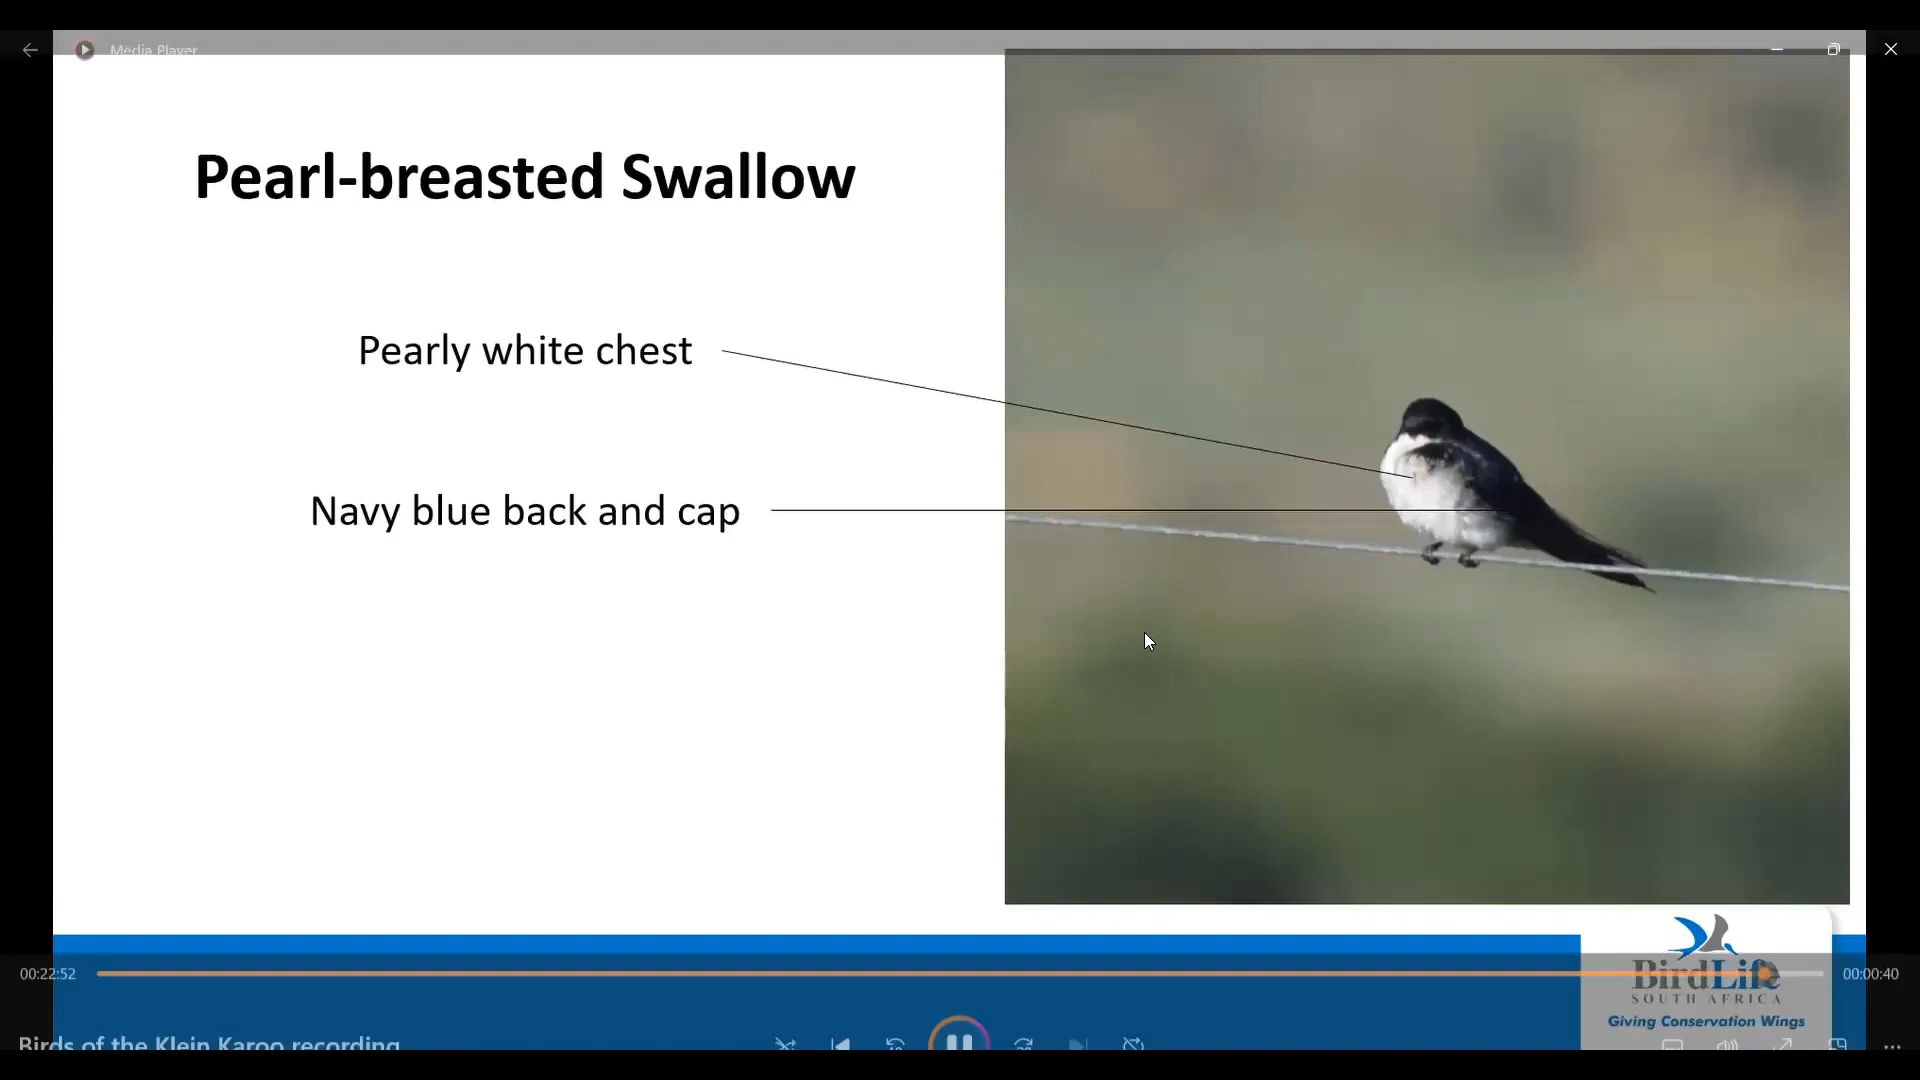 Media Player
Pearl-breasted Swallow
Pearly white chest
Navy blue back and cap
00:22:52
00:00:40
BirdLife
SOUTH AFRICA
Giving Conservation Wings
Birds of the Klein Karoo recording